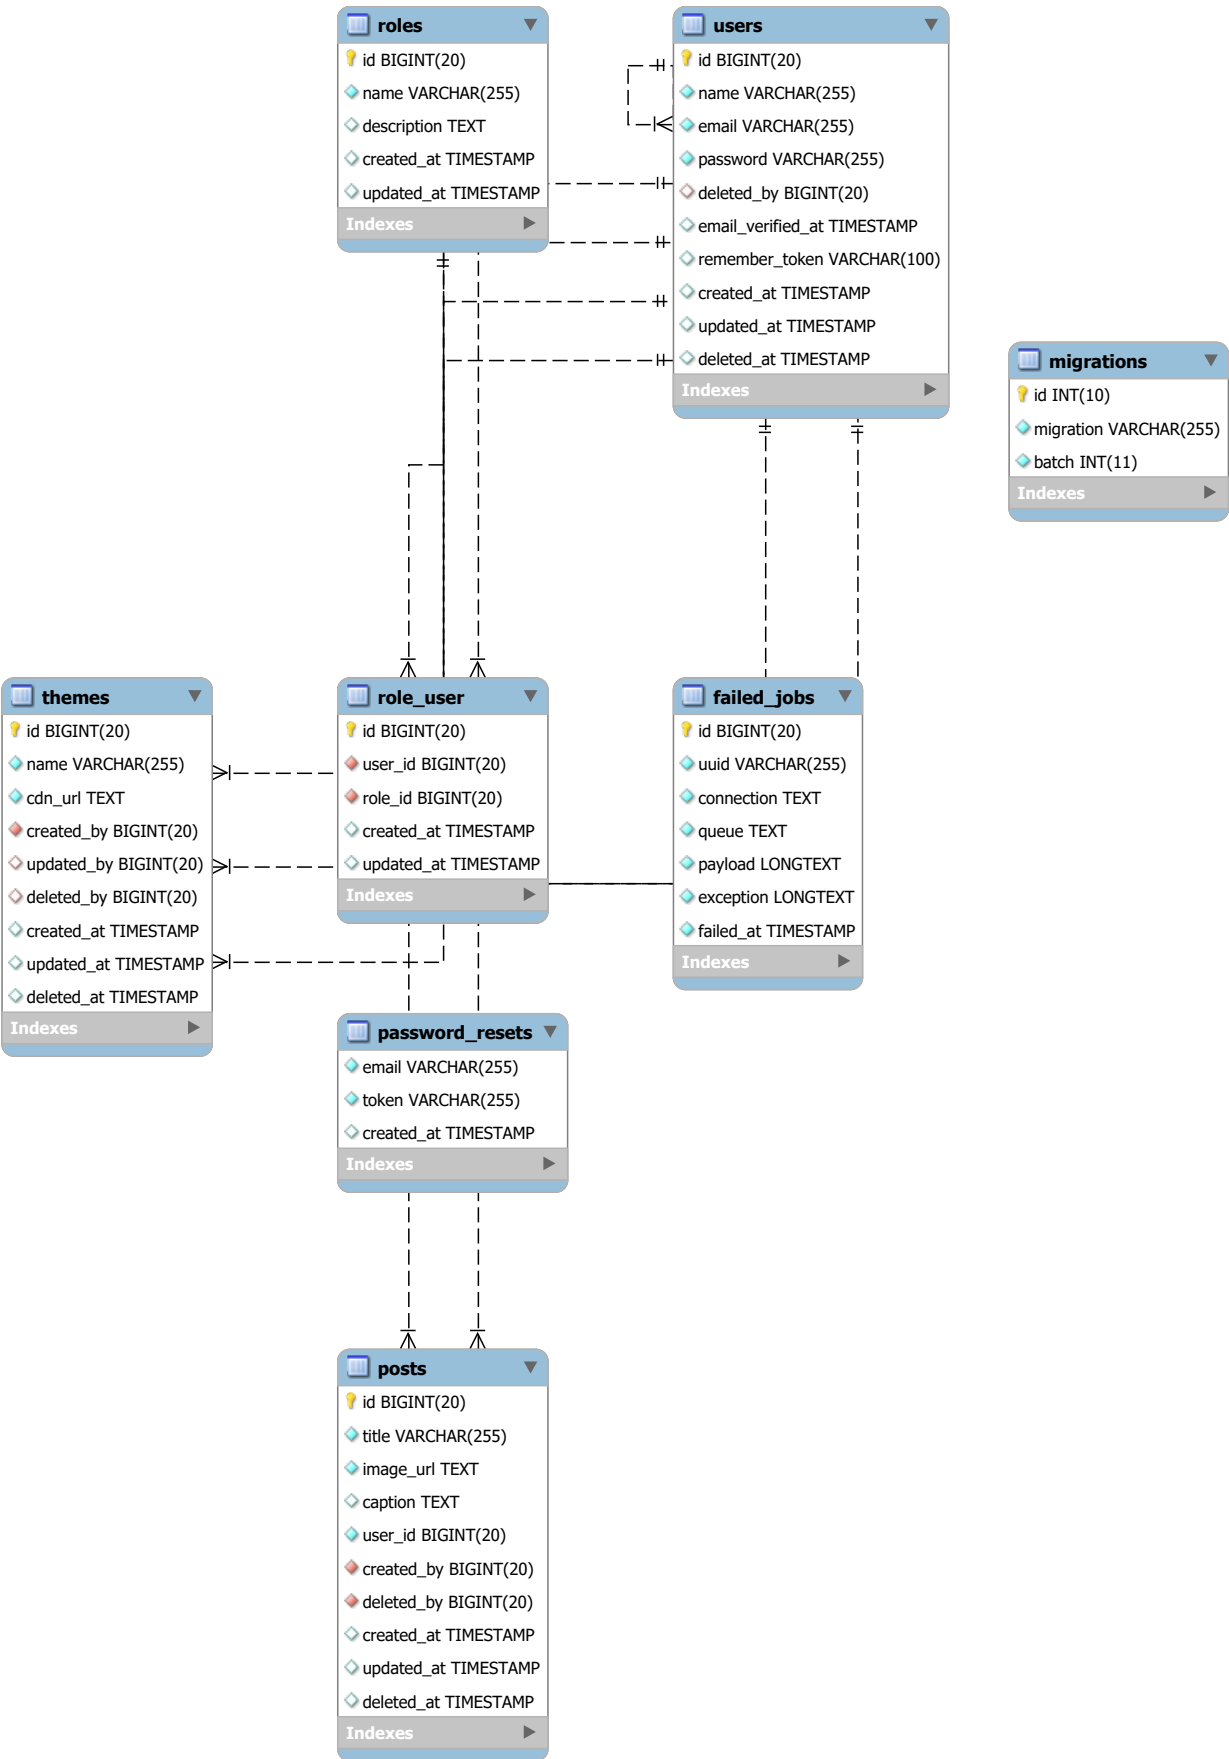 roles
id BIGINT(20)
name VARCHAR(255)
description TEXT
created_at TIMESTAMP
updated_at TIMESTAMP
Indexes
users
id BIGINT(20)
name VARCHAR(255)
email VARCHAR(255)
password VARCHAR(255)
deleted_by BIGINT(20)
email_verified_at TIMESTAMP
remember_token VARCHAR(100)
created_at TIMESTAMP
updated_at TIMESTAMP
deleted_at TIMESTAMP
Indexes
migrations
id INT(10)
migration VARCHAR(255)
batch INT(11)
Indexes
themes
id BIGINT(20)
name VARCHAR(255)
cdn_url TEXT
created_by BIGINT(20)
updated_by BIGINT(20)
deleted_by BIGINT(20)
created_at TIMESTAMP
updated_at TIMESTAMP
deleted_at TIMESTAMP
Indexes
role_user
id BIGINT(20)
user_id BIGINT(20)
role_id BIGINT(20)
created_at TIMESTAMP
updated_at TIMESTAMP
Indexes
failed_jobs
id BIGINT(20)
uuid VARCHAR(255)
connection TEXT
queue TEXT
payload LONGTEXT
exception LONGTEXT
failed_at TIMESTAMP
Indexes
password_resets
email VARCHAR(255)
token VARCHAR(255)
created_at TIMESTAMP
Indexes
posts
id BIGINT(20)
title VARCHAR(255)
image_url TEXT
caption TEXT
user_id BIGINT(20)
created_by BIGINT(20)
deleted_by BIGINT(20)
created_at TIMESTAMP
updated_at TIMESTAMP
deleted_at TIMESTAMP
Indexes